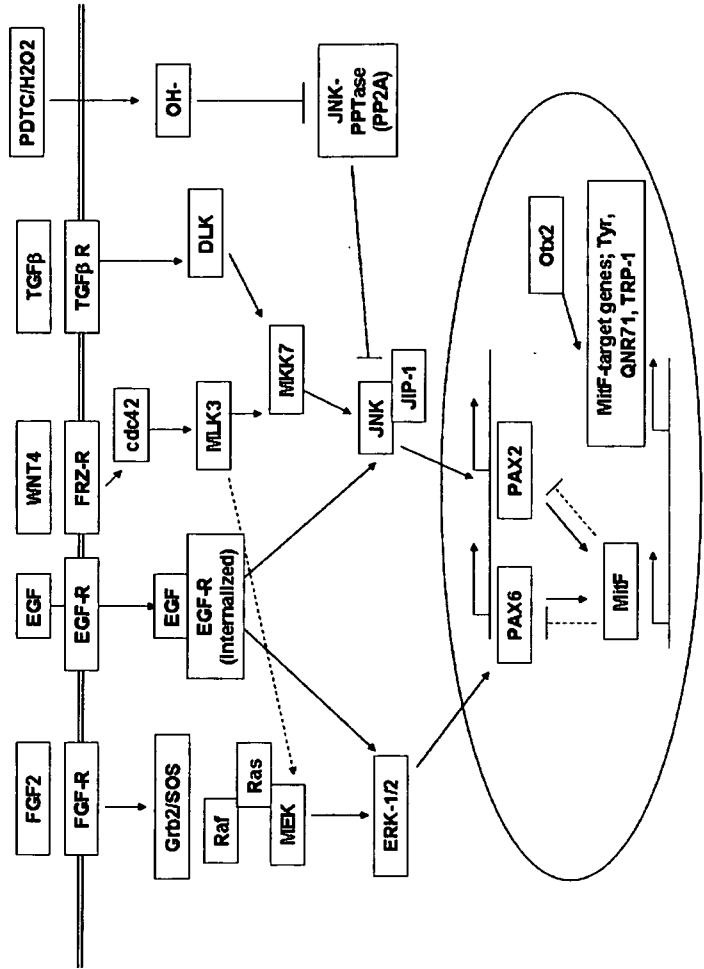 FGF2
EGF
WNT4
TGFβ
PDTC/H2O2
FGF-R
EGF-R
FRZ-R
TGFβ R
Grb2/SOS
EGF
EGF-R
(internalized)
cdc42
OH-
Raf
Ras
MEK
MLK3
DLK
MKK7
JNK-
PPTase
(PP2A)
ERK-1/2
JNK
JIP-1
PAX6
PAX2
Otx2
MitF
MitF-target genes; Tyr,
QNR71, TRP-1